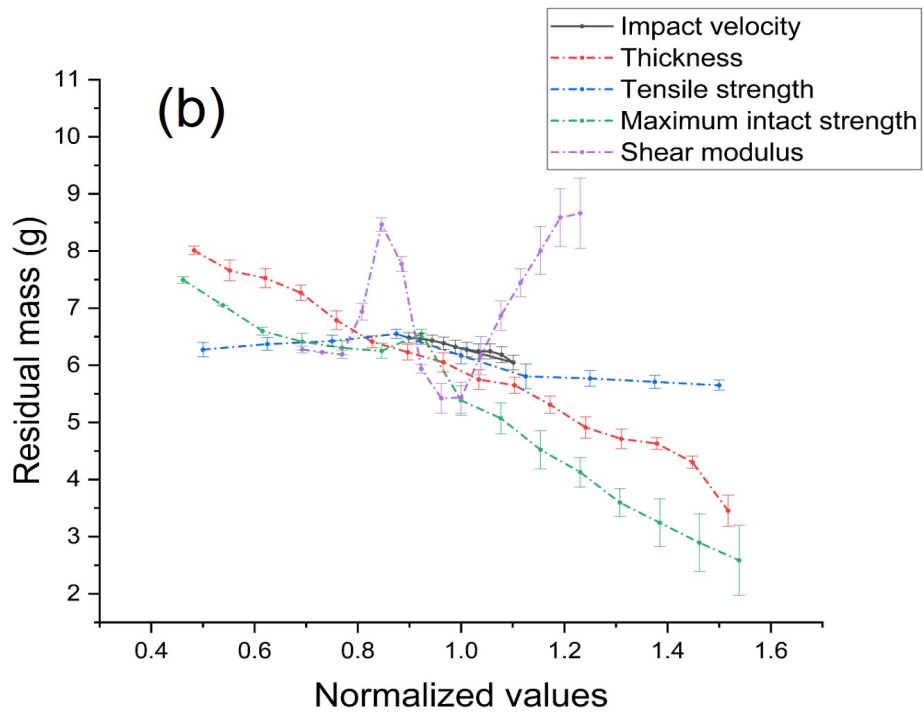 Impact velocity
Thickness
Tensile strength
Maximum intact strength
Shear modulus
(b)
11
10
9
8
7
6
5
4
3
2
Residual mass (g)
0.4 0.6 0.8 1.0 1.2 1.4 1.6
Normalized values